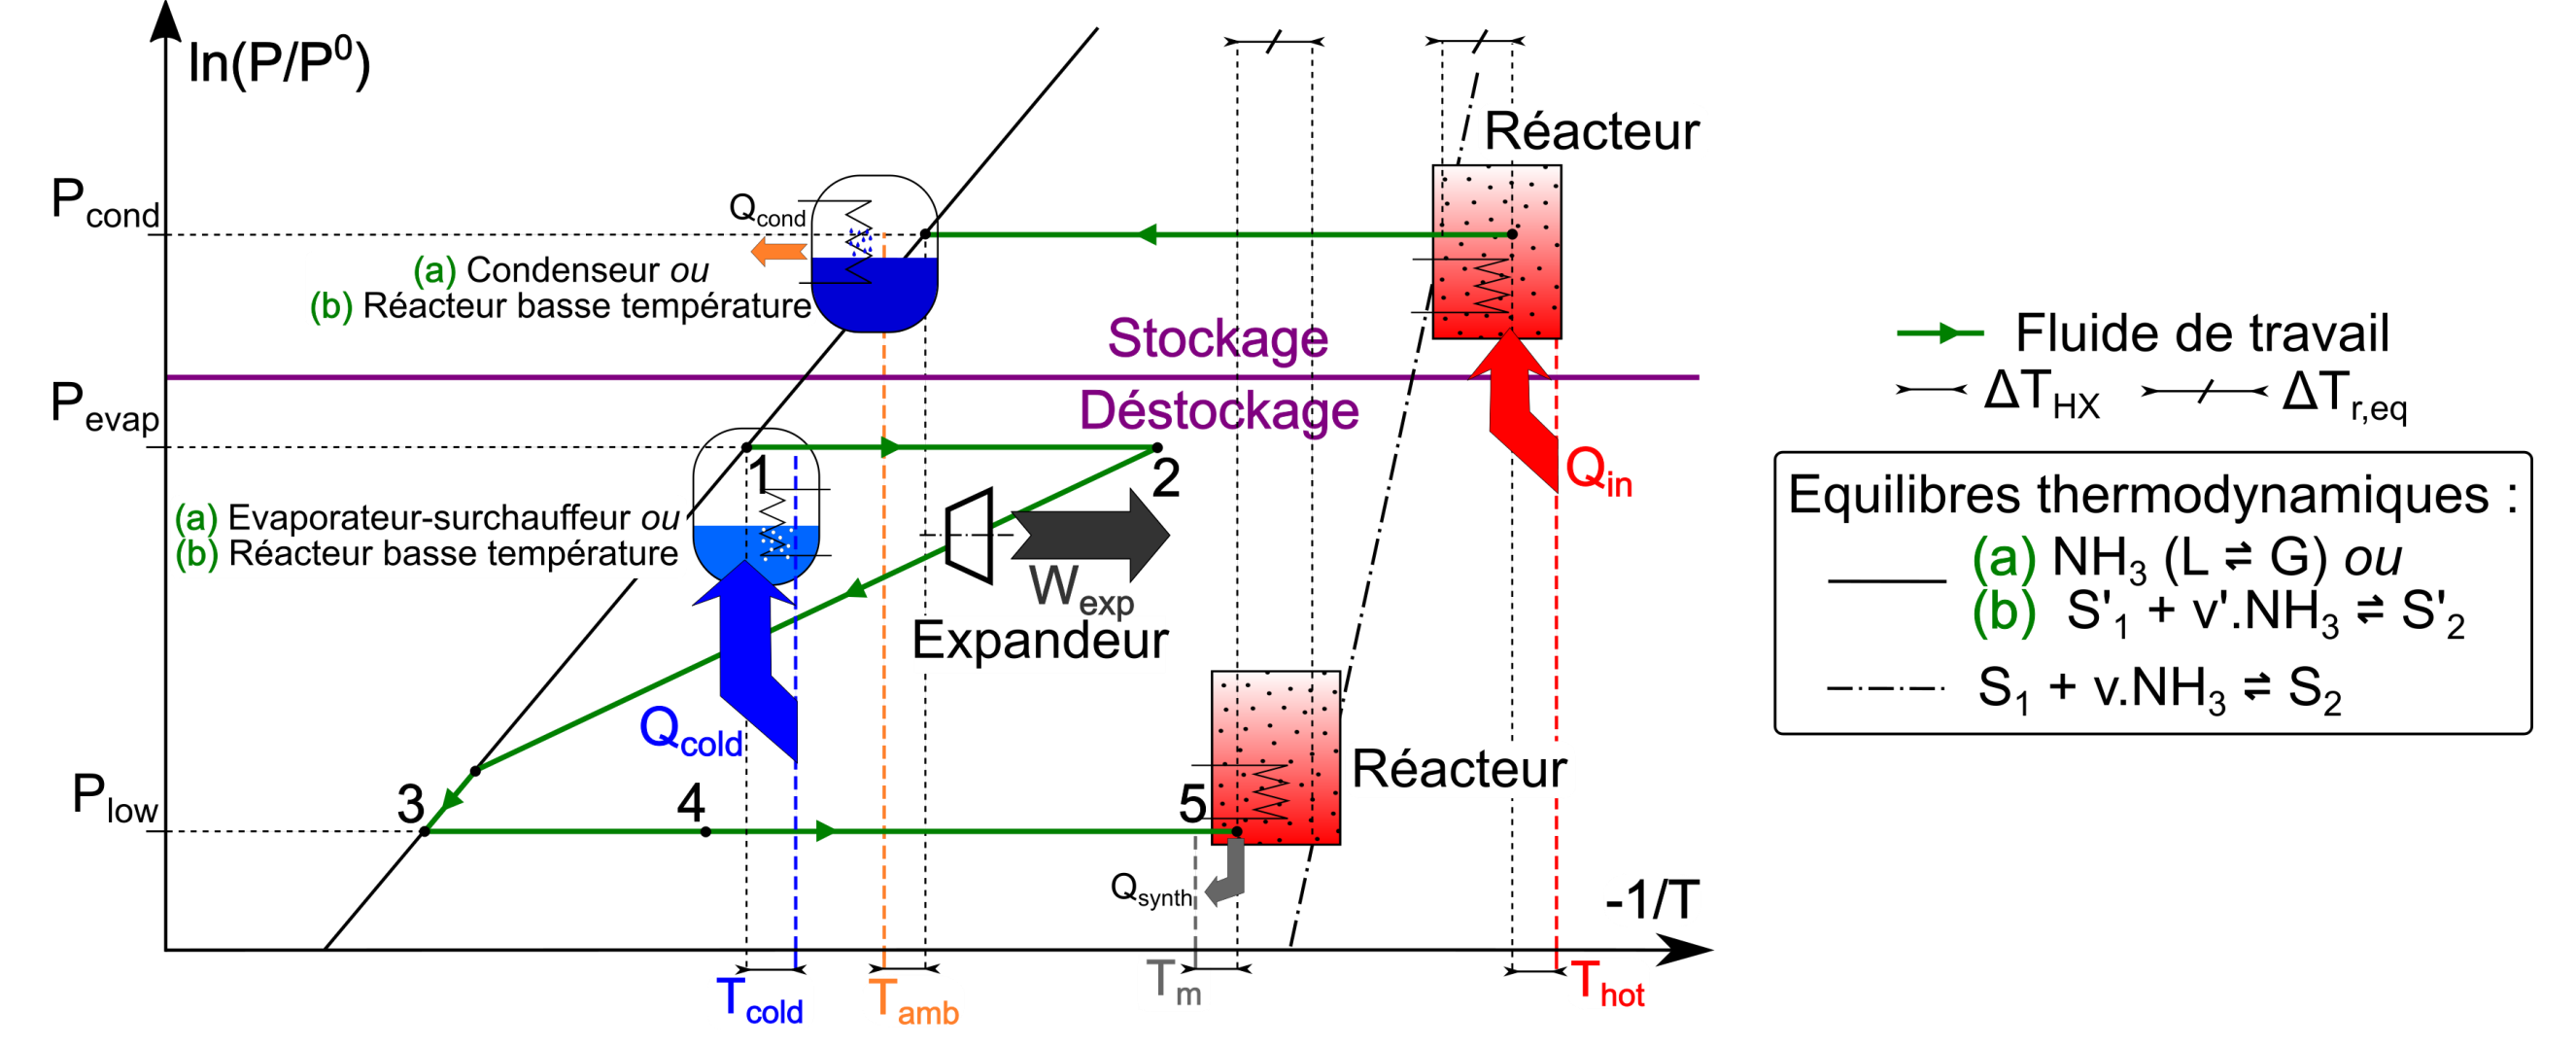 ln(P/P⁰)
Réacteur
P_cond
Q_cond
(a) Condenseur ou
(b) Réacteur basse température
Stockage
Fluide de travail
P_evap
Déstockage
ΔT_HX
ΔT_r,eq
1
2
Q_in
Equilibres thermodynamiques :
(a) Evaporateur-surchauffeur ou
(b) Réacteur basse température
(a) NH₃ (L ⇌ G) ou
(b) S'₁ + ν'.NH₃ ⇌ S'₂
S₁ + ν.NH₃ ⇌ S₂
W_exp
Expandeur
Q_cold
Réacteur
P_low
3
4
5
Q_synth
-1/T
T_cold
T_amb
T_m
T_hot